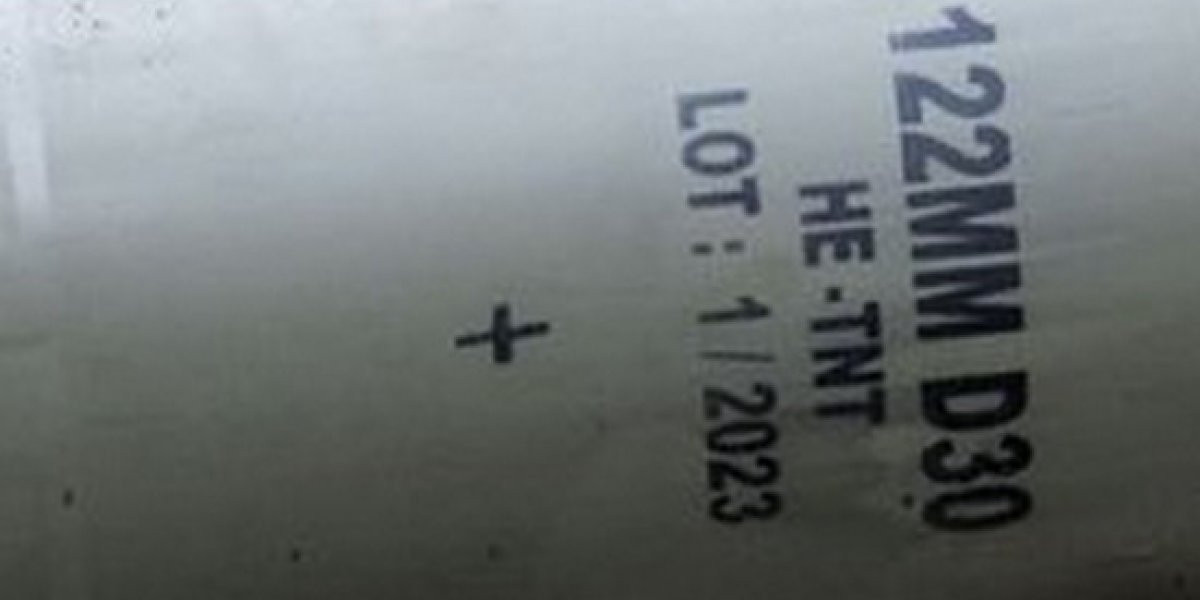 122MM D30
HE-TNT
LOT : 1/2023
+